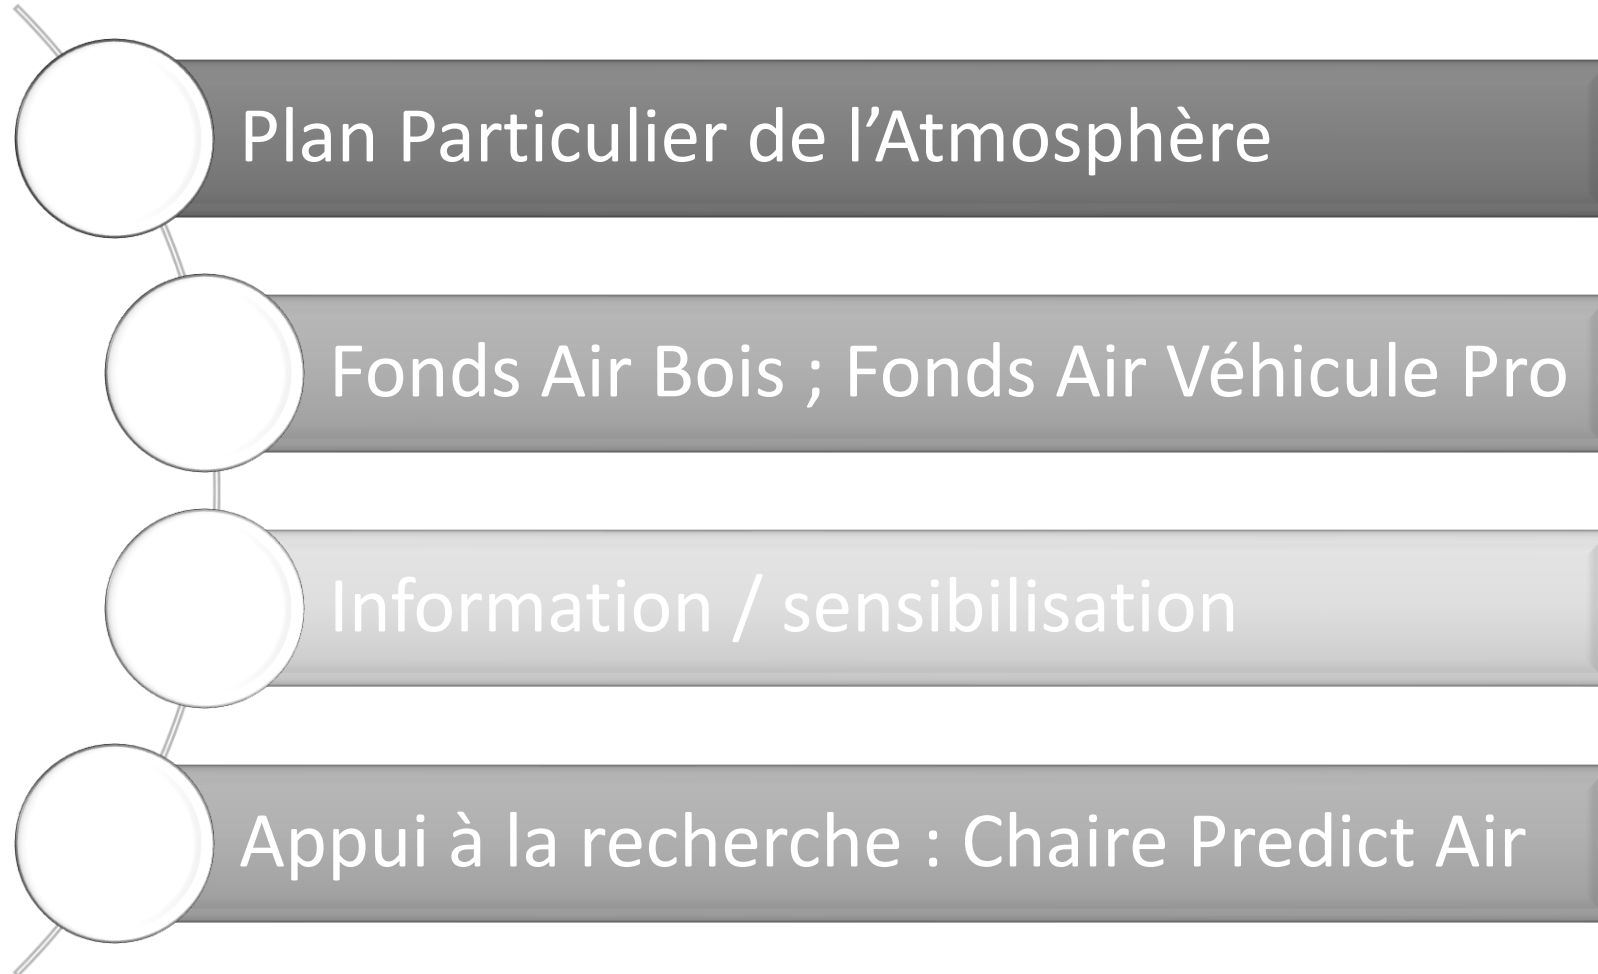 Plan Particulier de l’Atmosphère
Fonds Air Bois ; Fonds Air Véhicule Pro
Information / sensibilisation
Appui à la recherche : Chaire Predict Air